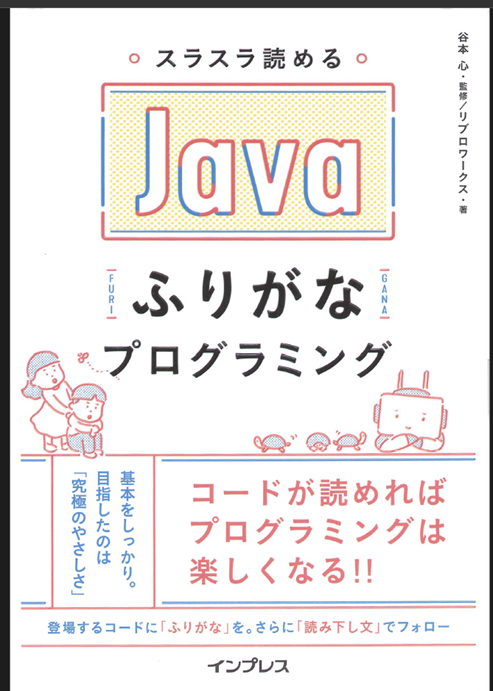 スラスラ読める
谷本 心・監修／リブロワークス・著
Java
FURI
ふりがな
GANA
プログラミング
基本をしっかり。
目指したのは
「究極のやさしさ」
コードが読めれば
プログラミングは
楽しくなる!!
登場するコードに「ふりがな」を。さらに「読み下し文」でフォロー
インプレス